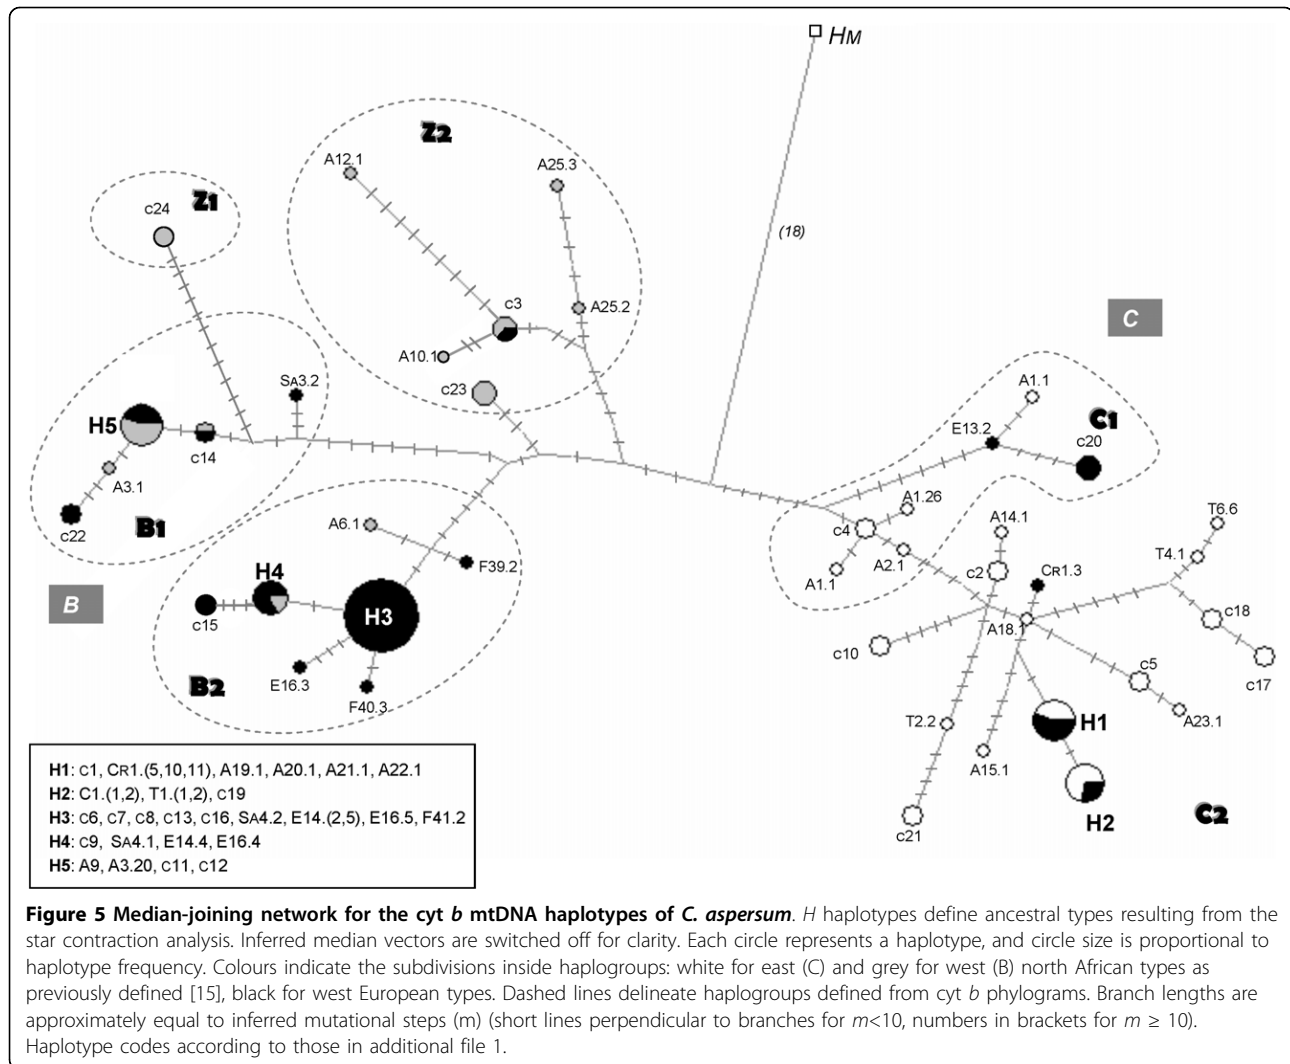 HM
Z2
A12.1
A25.3
Z1
c24
(18)
c3
A25.2
C
A10.1
SA3.2
c23
A1.1
H5
C1
E13.2
c20
c14
A3.1
A1.26
A14.1
T6.6
c22
B1
A6.1
c4
T4.1
F39.2
A1.1
A2.1
c2
CR1.3
H4
B
H3
c18
c15
A18.1
c10
c5
c17
E16.3
B2
F40.3
T2.2
H1
A23.1
A15.1
c21
H2
C2
H1: C1, CR1.(5,10,11), A19.1, A20.1, A21.1, A22.1
H2: C1.(1,2), T1.(1,2), C19
H3: C6, C7, C8, C13, C16, SA4.2, E14.(2,5), E16.5, F41.2
H4: C9, SA4.1, E14.4, E16.4
H5: A9, A3.20, C11, C12
Figure 5 Median-joining network for the cyt b mtDNA haplotypes of C. aspersum. H haplotypes define ancestral types resulting from the
star contraction analysis. Inferred median vectors are switched off for clarity. Each circle represents a haplotype, and circle size is proportional to
haplotype frequency. Colours indicate the subdivisions inside haplogroups: white for east (C) and grey for west (B) north African types as
previously defined [15], black for west European types. Dashed lines delineate haplogroups defined from cyt b phylograms. Branch lengths are
approximately equal to inferred mutational steps (m) (short lines perpendicular to branches for m<10, numbers in brackets for m ≥ 10).
Haplotype codes according to those in additional file 1.